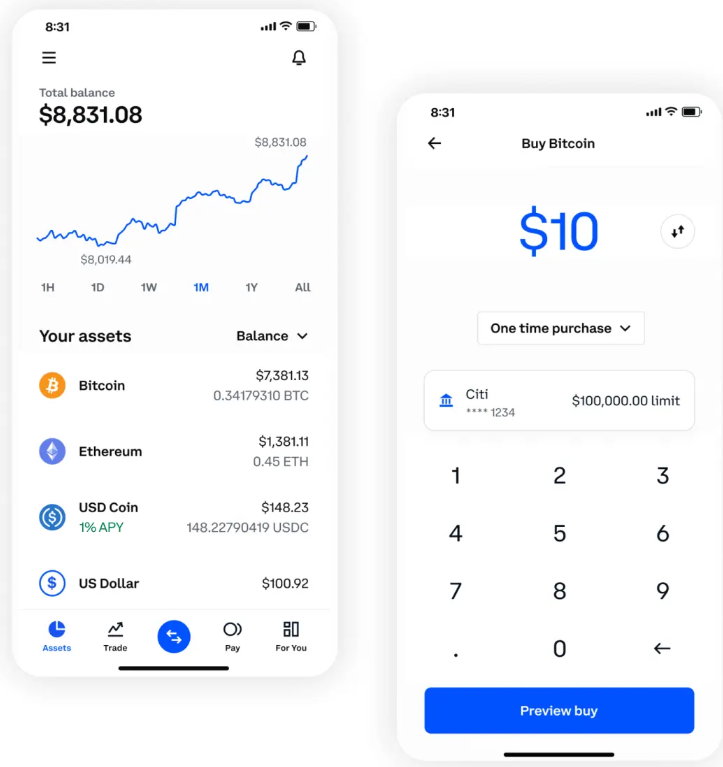 8:31
Total balance
$8,831.08
$8,831.08
$8,019.44
1H 1D 1W 1M 1Y All
Your assets Balance
Bitcoin $7,381.13
0.34179310 BTC
Ethereum $1,381.11
0.45 ETH
USD Coin $148.23
1% APY 148.22790419 USDC
US Dollar $100.92
Assets Trade Pay For You
8:31
Buy Bitcoin
$10
One time purchase
Citi $100,000.00 limit
**** 1234
1 2 3
4 5 6
7 8 9
. 0
Preview buy